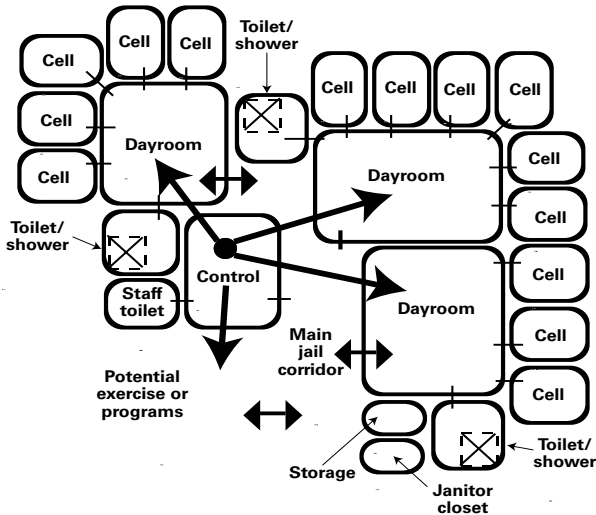 Cell
Cell
Toilet/
shower
Cell
Cell
Cell
Cell
Cell
Cell
Cell
Dayroom
Cell
Dayroom
Cell
Cell
Toilet/
shower
Control
Cell
Staff
toilet
Dayroom
Main
jail
corridor
Cell
Potential
exercise or
programs
Cell
Storage
Toilet/
shower
Janitor
closet